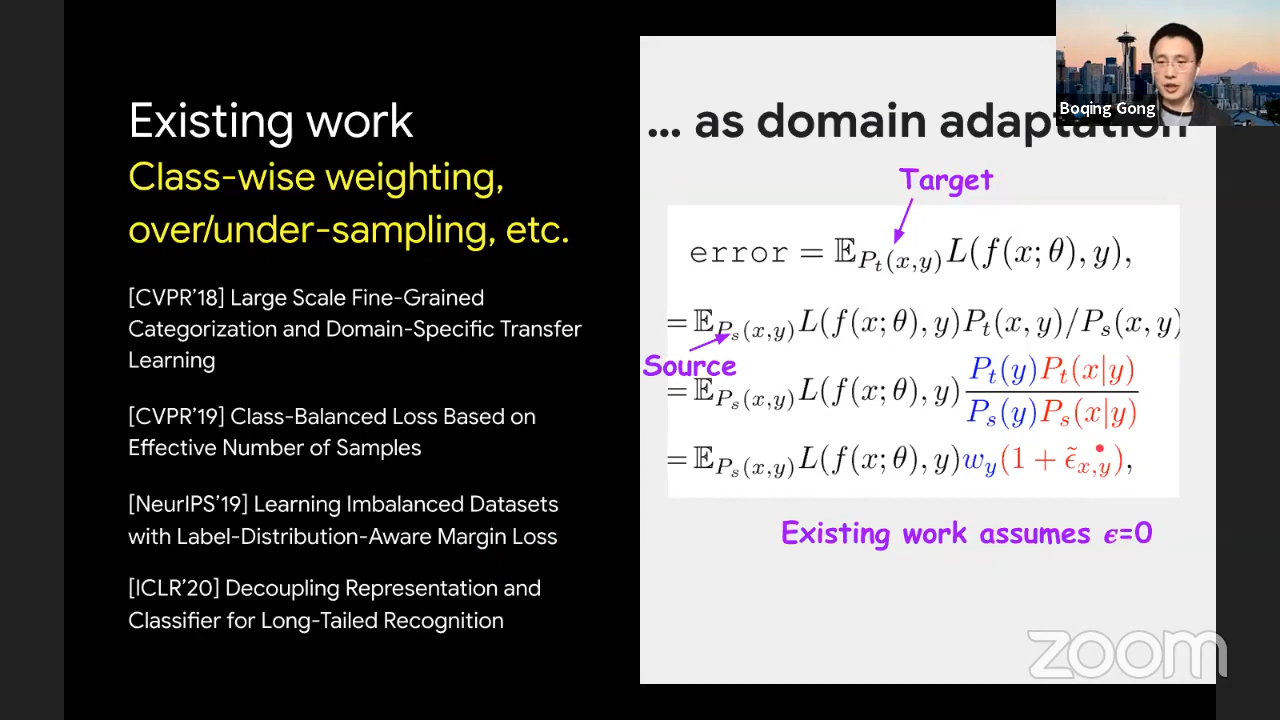 Existing work
Class-wise weighting,
over/under-sampling, etc.
[CVPR’18] Large Scale Fine-Grained
Categorization and Domain-Specific Transfer
Learning
[CVPR’19] Class-Balanced Loss Based on
Effective Number of Samples
[NeurIPS’19] Learning Imbalanced Datasets
with Label-Distribution-Aware Margin Loss
[ICLR’20] Decoupling Representation and
Classifier for Long-Tailed Recognition
Boqing Gong
... as domain adaptation
Target
error = 𝔼_{P_t(x,y)} L(f(x; θ), y),
= 𝔼_{P_s(x,y)} L(f(x; θ), y) P_t(x, y)/P_s(x, y)
Source
= 𝔼_{P_s(x,y)} L(f(x; θ), y) \frac{P_t(y)P_t(x|y)}{P_s(y)P_s(x|y)}
= 𝔼_{P_s(x,y)} L(f(x; θ), y) w_y (1 + \tilde{ϵ}_{x,y}),
Existing work assumes ϵ=0
zoom